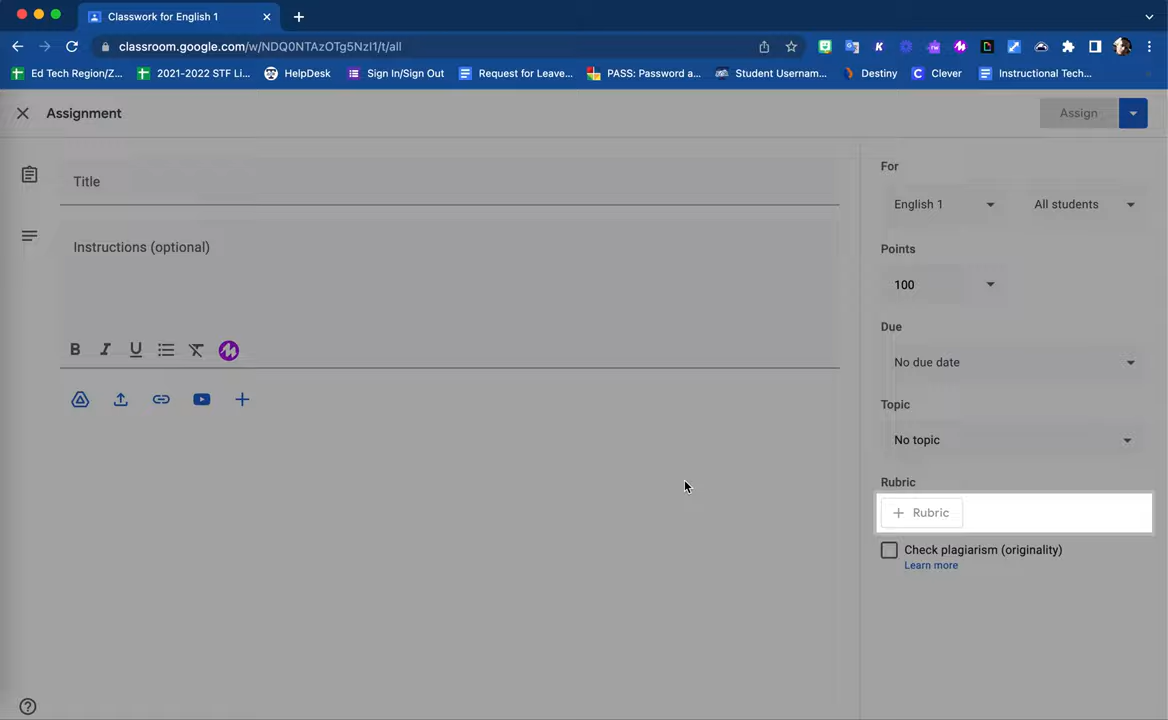 Classwork for English 1
classroom.google.com/w/NDQ0NTAzOTg5NzI1/t/all
Ed Tech Region/Z... 2021-2022 STF Li... HelpDesk Sign In/Sign Out Request for Leave... PASS: Password a... Student Usernam... Destiny Clever Instructional Tech...
Assignment Assign
Title
Instructions (optional)
B I U
For
English 1 All students
Points
100
Due
No due date
Topic
No topic
Rubric
+ Rubric
Check plagiarism (originality)
Learn more